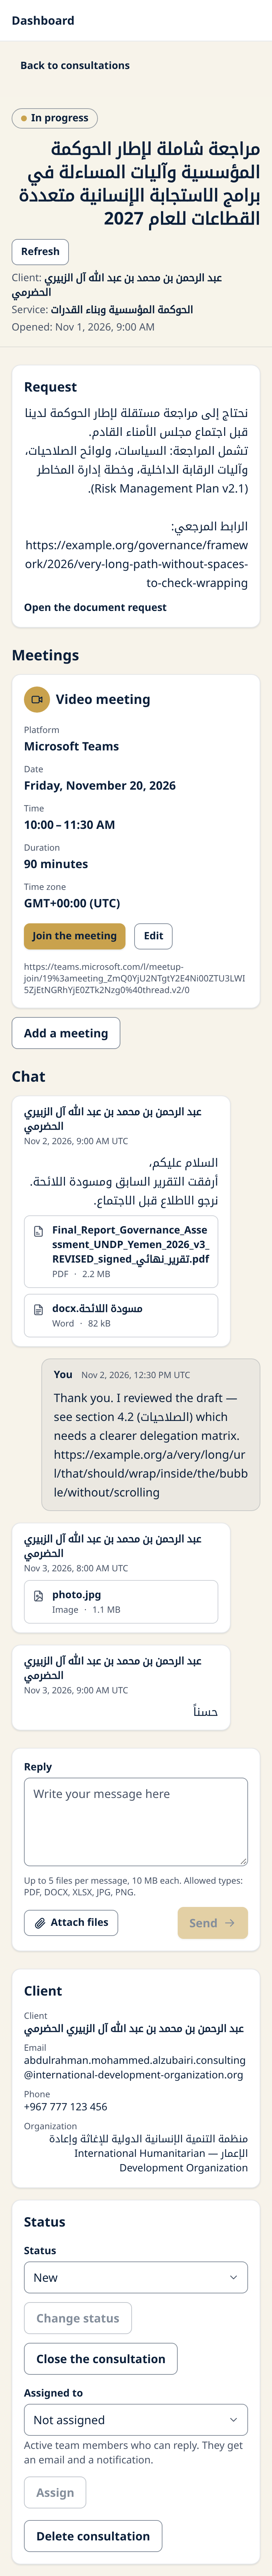 Dashboard
Back to consultations
In progress
مراجعة شاملة لإطار الحوكمة
المؤسسية وآليات المساءلة في
برامج الاستجابة الإنسانية متعددة
القطاعات للعام 2027
Refresh
Client: عبد الرحمن بن محمد بن عبد الله آل الزبيري
الحضرمي
Service: الحوكمة المؤسسية وبناء القدرات
Opened: Nov 1, 2026, 9:00 AM
Request
نحتاج إلى مراجعة مستقلة لإطار الحوكمة لدينا
قبل اجتماع مجلس الأمناء القادم.
تشمل المراجعة: السياسات، ولوائح الصلاحيات،
وآليات الرقابة الداخلية، وخطة إدارة المخاطر
(Risk Management Plan v2.1).
الرابط المرجعي:
https://example.org/governance/framew
ork/2026/very-long-path-without-spaces-
to-check-wrapping
Open the document request
Meetings
Video meeting
Platform
Microsoft Teams
Date
Friday, November 20, 2026
Time
10:00 – 11:30 AM
Duration
90 minutes
Time zone
GMT+00:00 (UTC)
Join the meeting
Edit
https://teams.microsoft.com/l/meetup-
join/19%3ameeting_ZmQ0YjU2NTgtY2E4Ni00ZTU3LWI
5ZjEtNGRhYjE0ZTk2Nzg0%40thread.v2/0
Add a meeting
Chat
عبد الرحمن بن محمد بن عبد الله آل الزبيري
الحضرمي
Nov 2, 2026, 9:00 AM UTC
السلام عليكم،
أرفقت التقرير السابق ومسودة اللائحة.
نرجو الاطلاع قبل الاجتماع.
Final_Report_Governance_Asse
ssment_UNDP_Yemen_2026_v3_
REVISED_signed_تقرير_نهائي.pdf
PDF · 2.2 MB
مسودة اللائحة.docx
Word · 82 kB
You Nov 2, 2026, 12:30 PM UTC
Thank you. I reviewed the draft —
see section 4.2 (الصلاحيات) which
needs a clearer delegation matrix.
https://example.org/a/very/long/ur
l/that/should/wrap/inside/the/bubb
le/without/scrolling
عبد الرحمن بن محمد بن عبد الله آل الزبيري
الحضرمي
Nov 3, 2026, 8:00 AM UTC
photo.jpg
Image · 1.1 MB
عبد الرحمن بن محمد بن عبد الله آل الزبيري
الحضرمي
Nov 3, 2026, 9:00 AM UTC
حسناً
Reply
Write your message here
Up to 5 files per message, 10 MB each. Allowed types:
PDF, DOCX, XLSX, JPG, PNG.
Attach files
Send
Client
Client
عبد الرحمن بن محمد بن عبد الله آل الزبيري الحضرمي
Email
abdulrahman.mohammed.alzubairi.consulting
@international-development-organization.org
Phone
+967 777 123 456
Organization
منظمة التنمية الإنسانية الدولية للإغاثة وإعادة
الإعمار — International Humanitarian
Development Organization
Status
Status
New
Change status
Close the consultation
Assigned to
Not assigned
Active team members who can reply. They get
an email and a notification.
Assign
Delete consultation